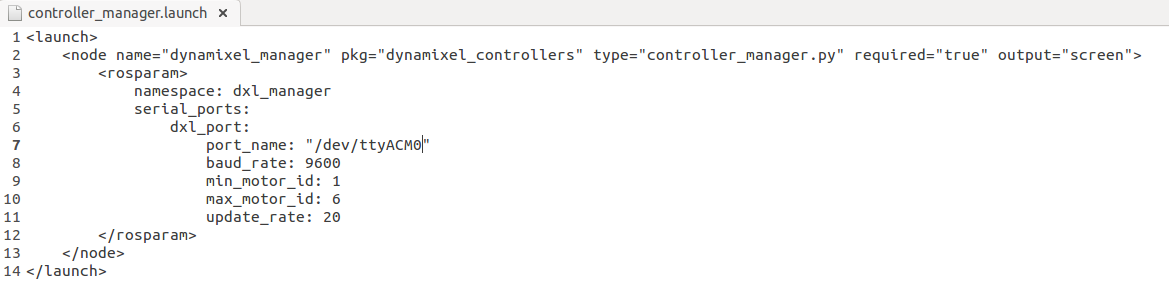 controller_manager.launch ×
1 <launch>
2     <node name="dynamixel_manager" pkg="dynamixel_controllers" type="controller_manager.py" required="true" output="screen">
3         <rosparam>
4             namespace: dxl_manager
5             serial_ports:
6                 dxl_port:
7                     port_name: "/dev/ttyACM0"
8                     baud_rate: 9600
9                     min_motor_id: 1
10                     max_motor_id: 6
11                     update_rate: 20
12         </rosparam>
13     </node>
14 </launch>